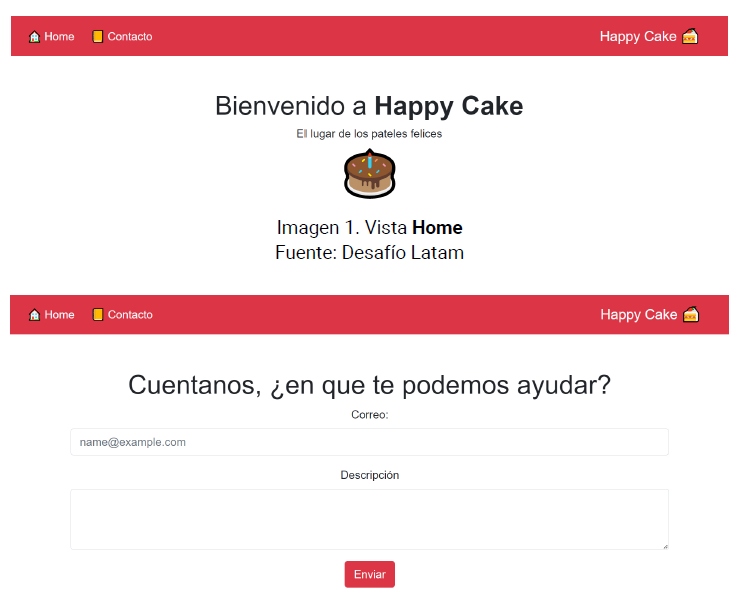 Home Contacto Happy Cake
Bienvenido a Happy Cake
El lugar de los pateles felices
Imagen 1. Vista Home
Fuente: Desafío Latam
Home Contacto Happy Cake
Cuentanos, ¿en que te podemos ayudar?
Correo:
name@example.com
Descripción
Enviar